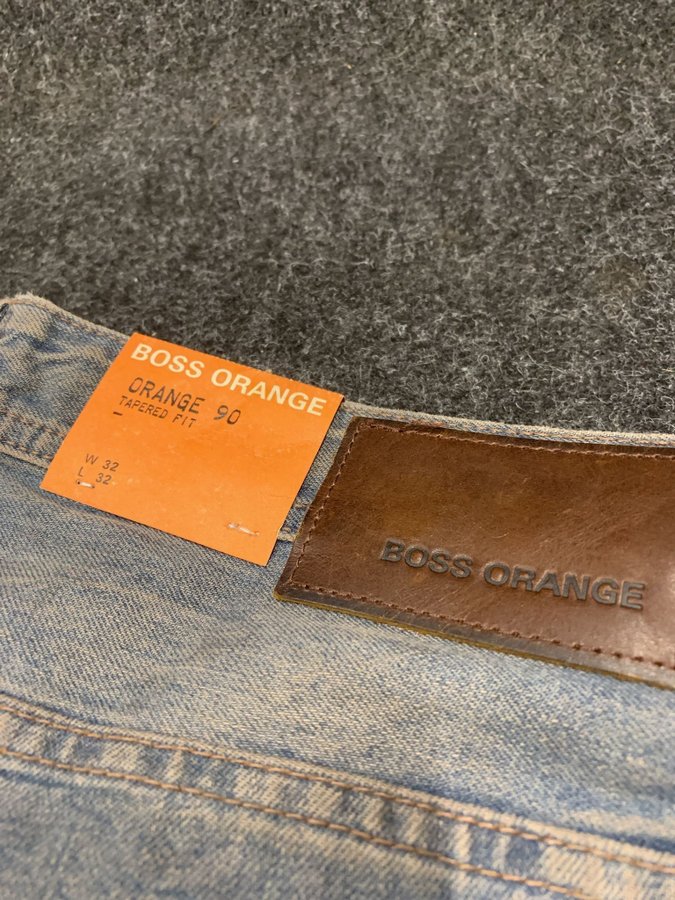 BOSS ORANGE
ORANGE 90
TAPERED FIT
W 32
L 32
BOSS ORANGE